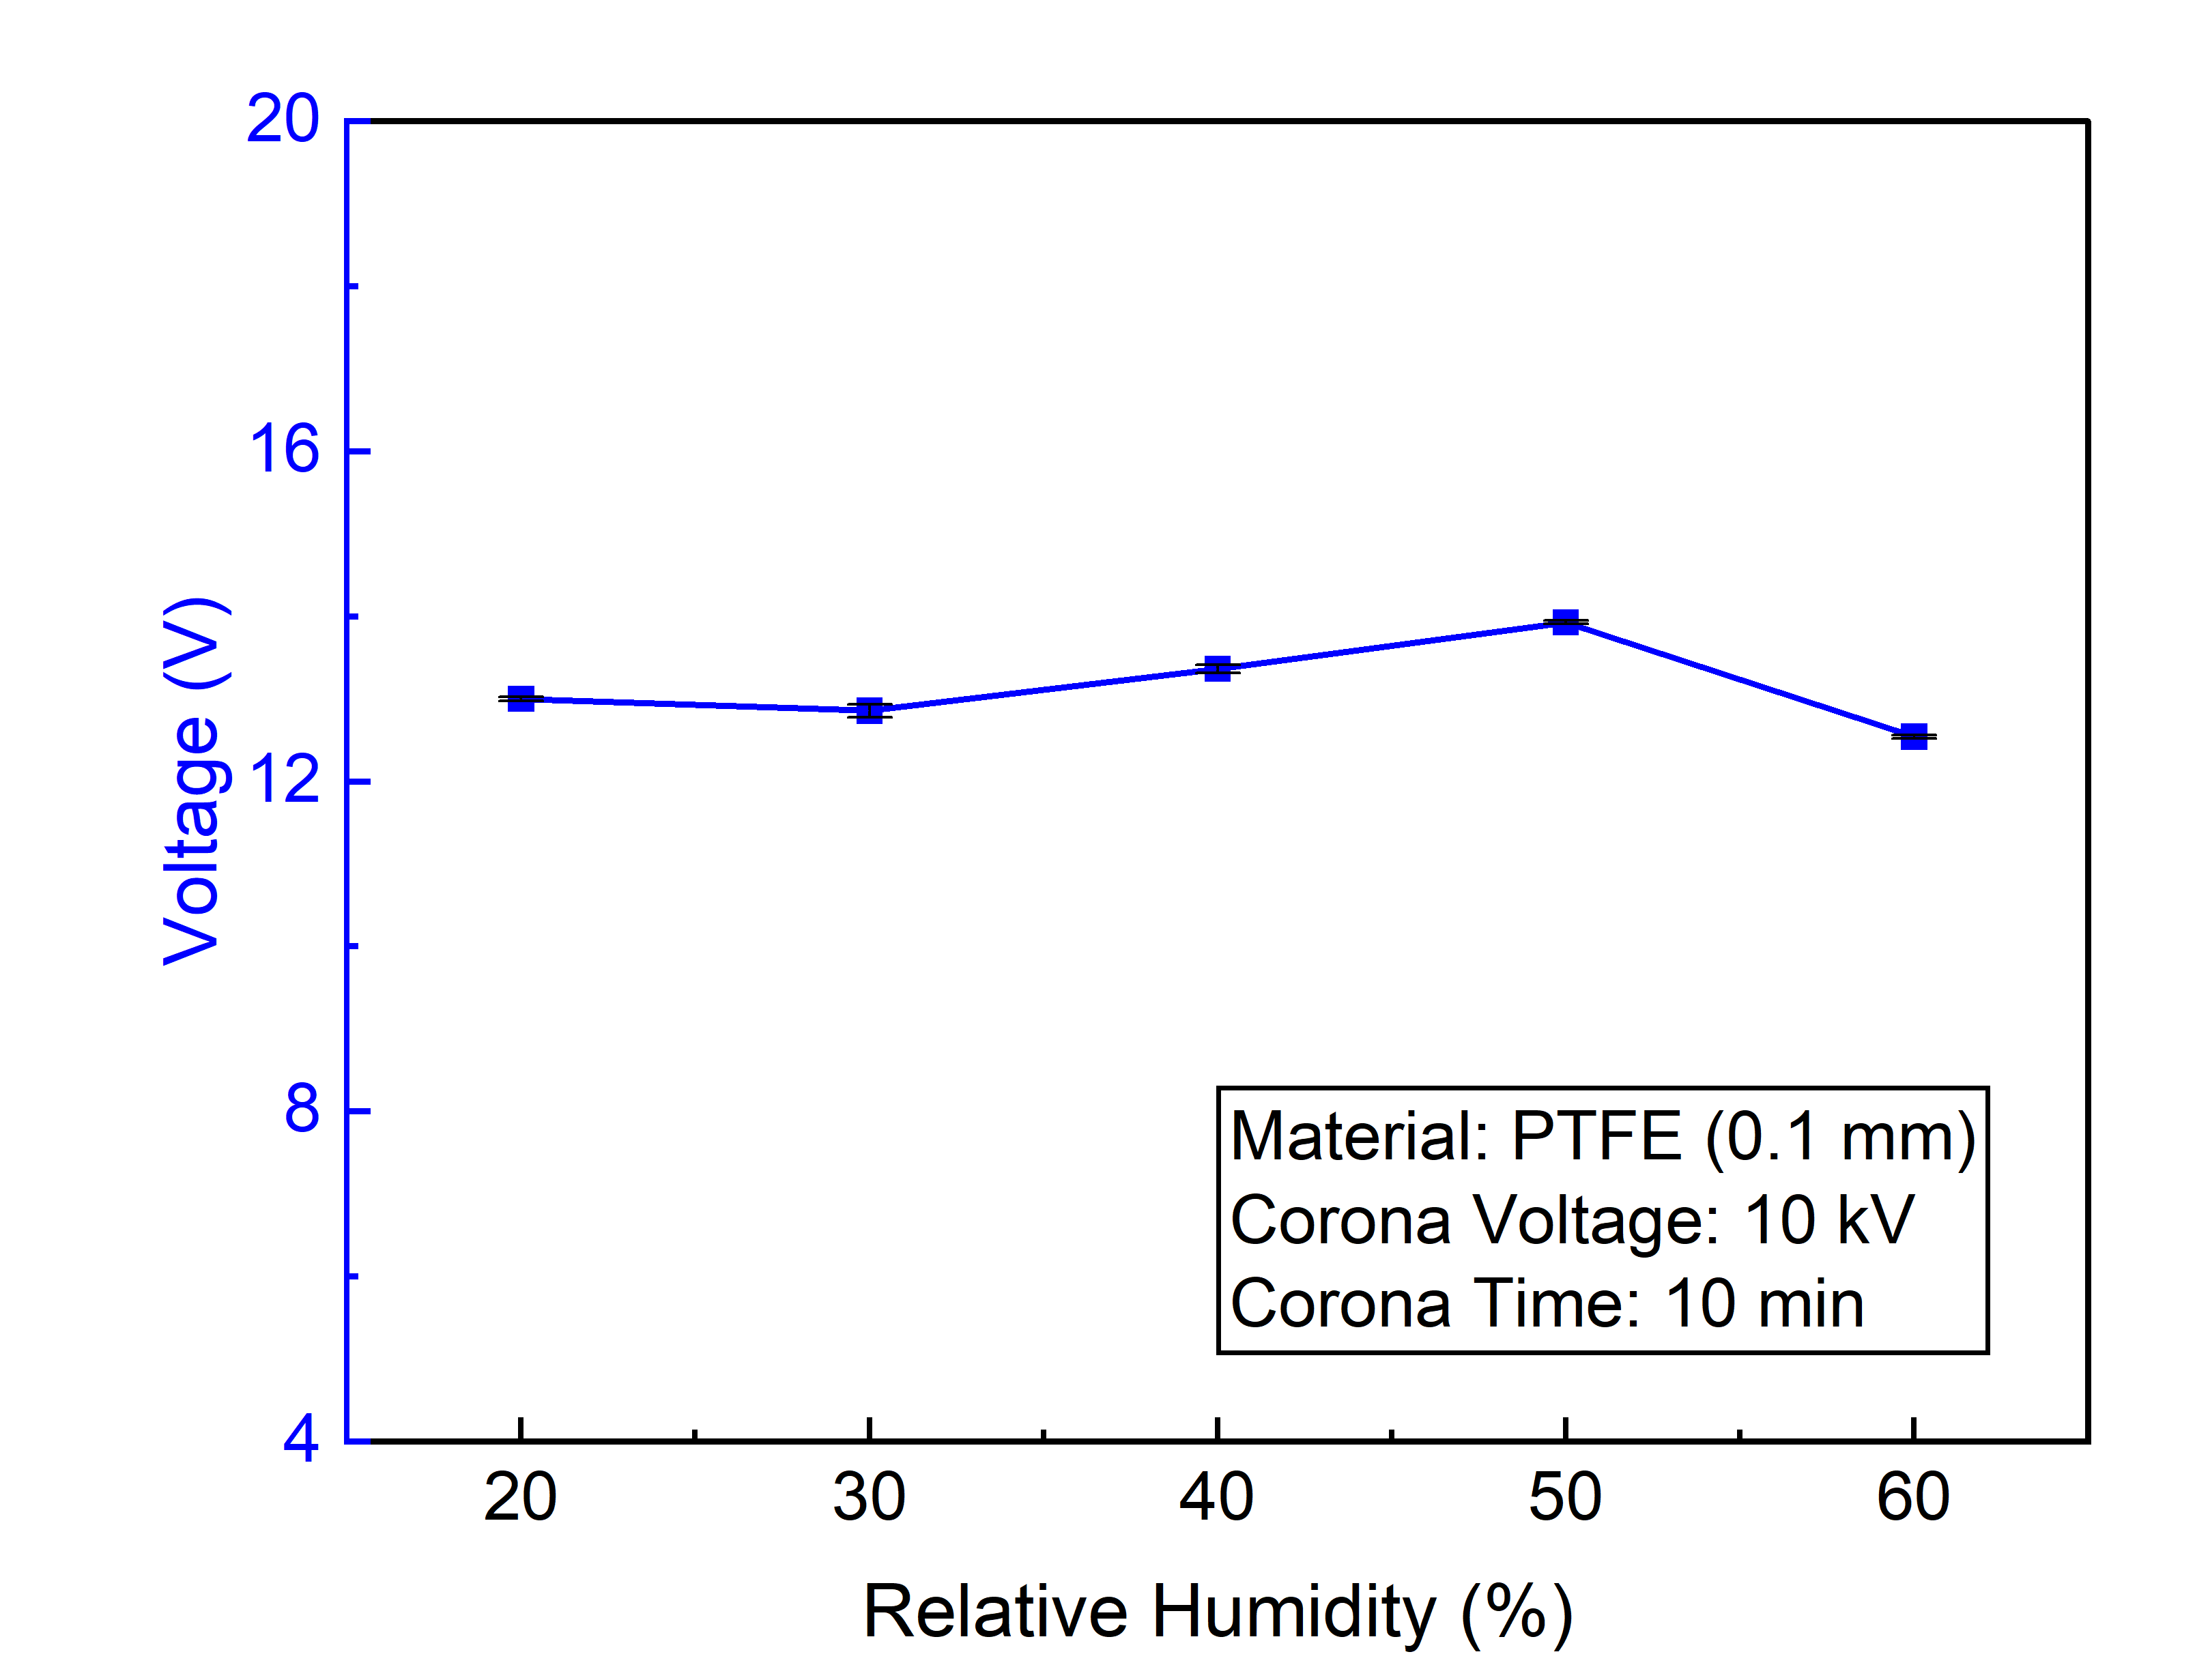 20
16
12
8
4
Voltage (V)
Material: PTFE (0.1 mm)
Corona Voltage: 10 kV
Corona Time: 10 min
20 30 40 50 60
Relative Humidity (%)